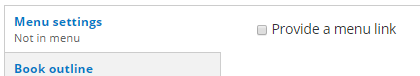 Menu settings
Not in menu
Provide a menu link
Book outline